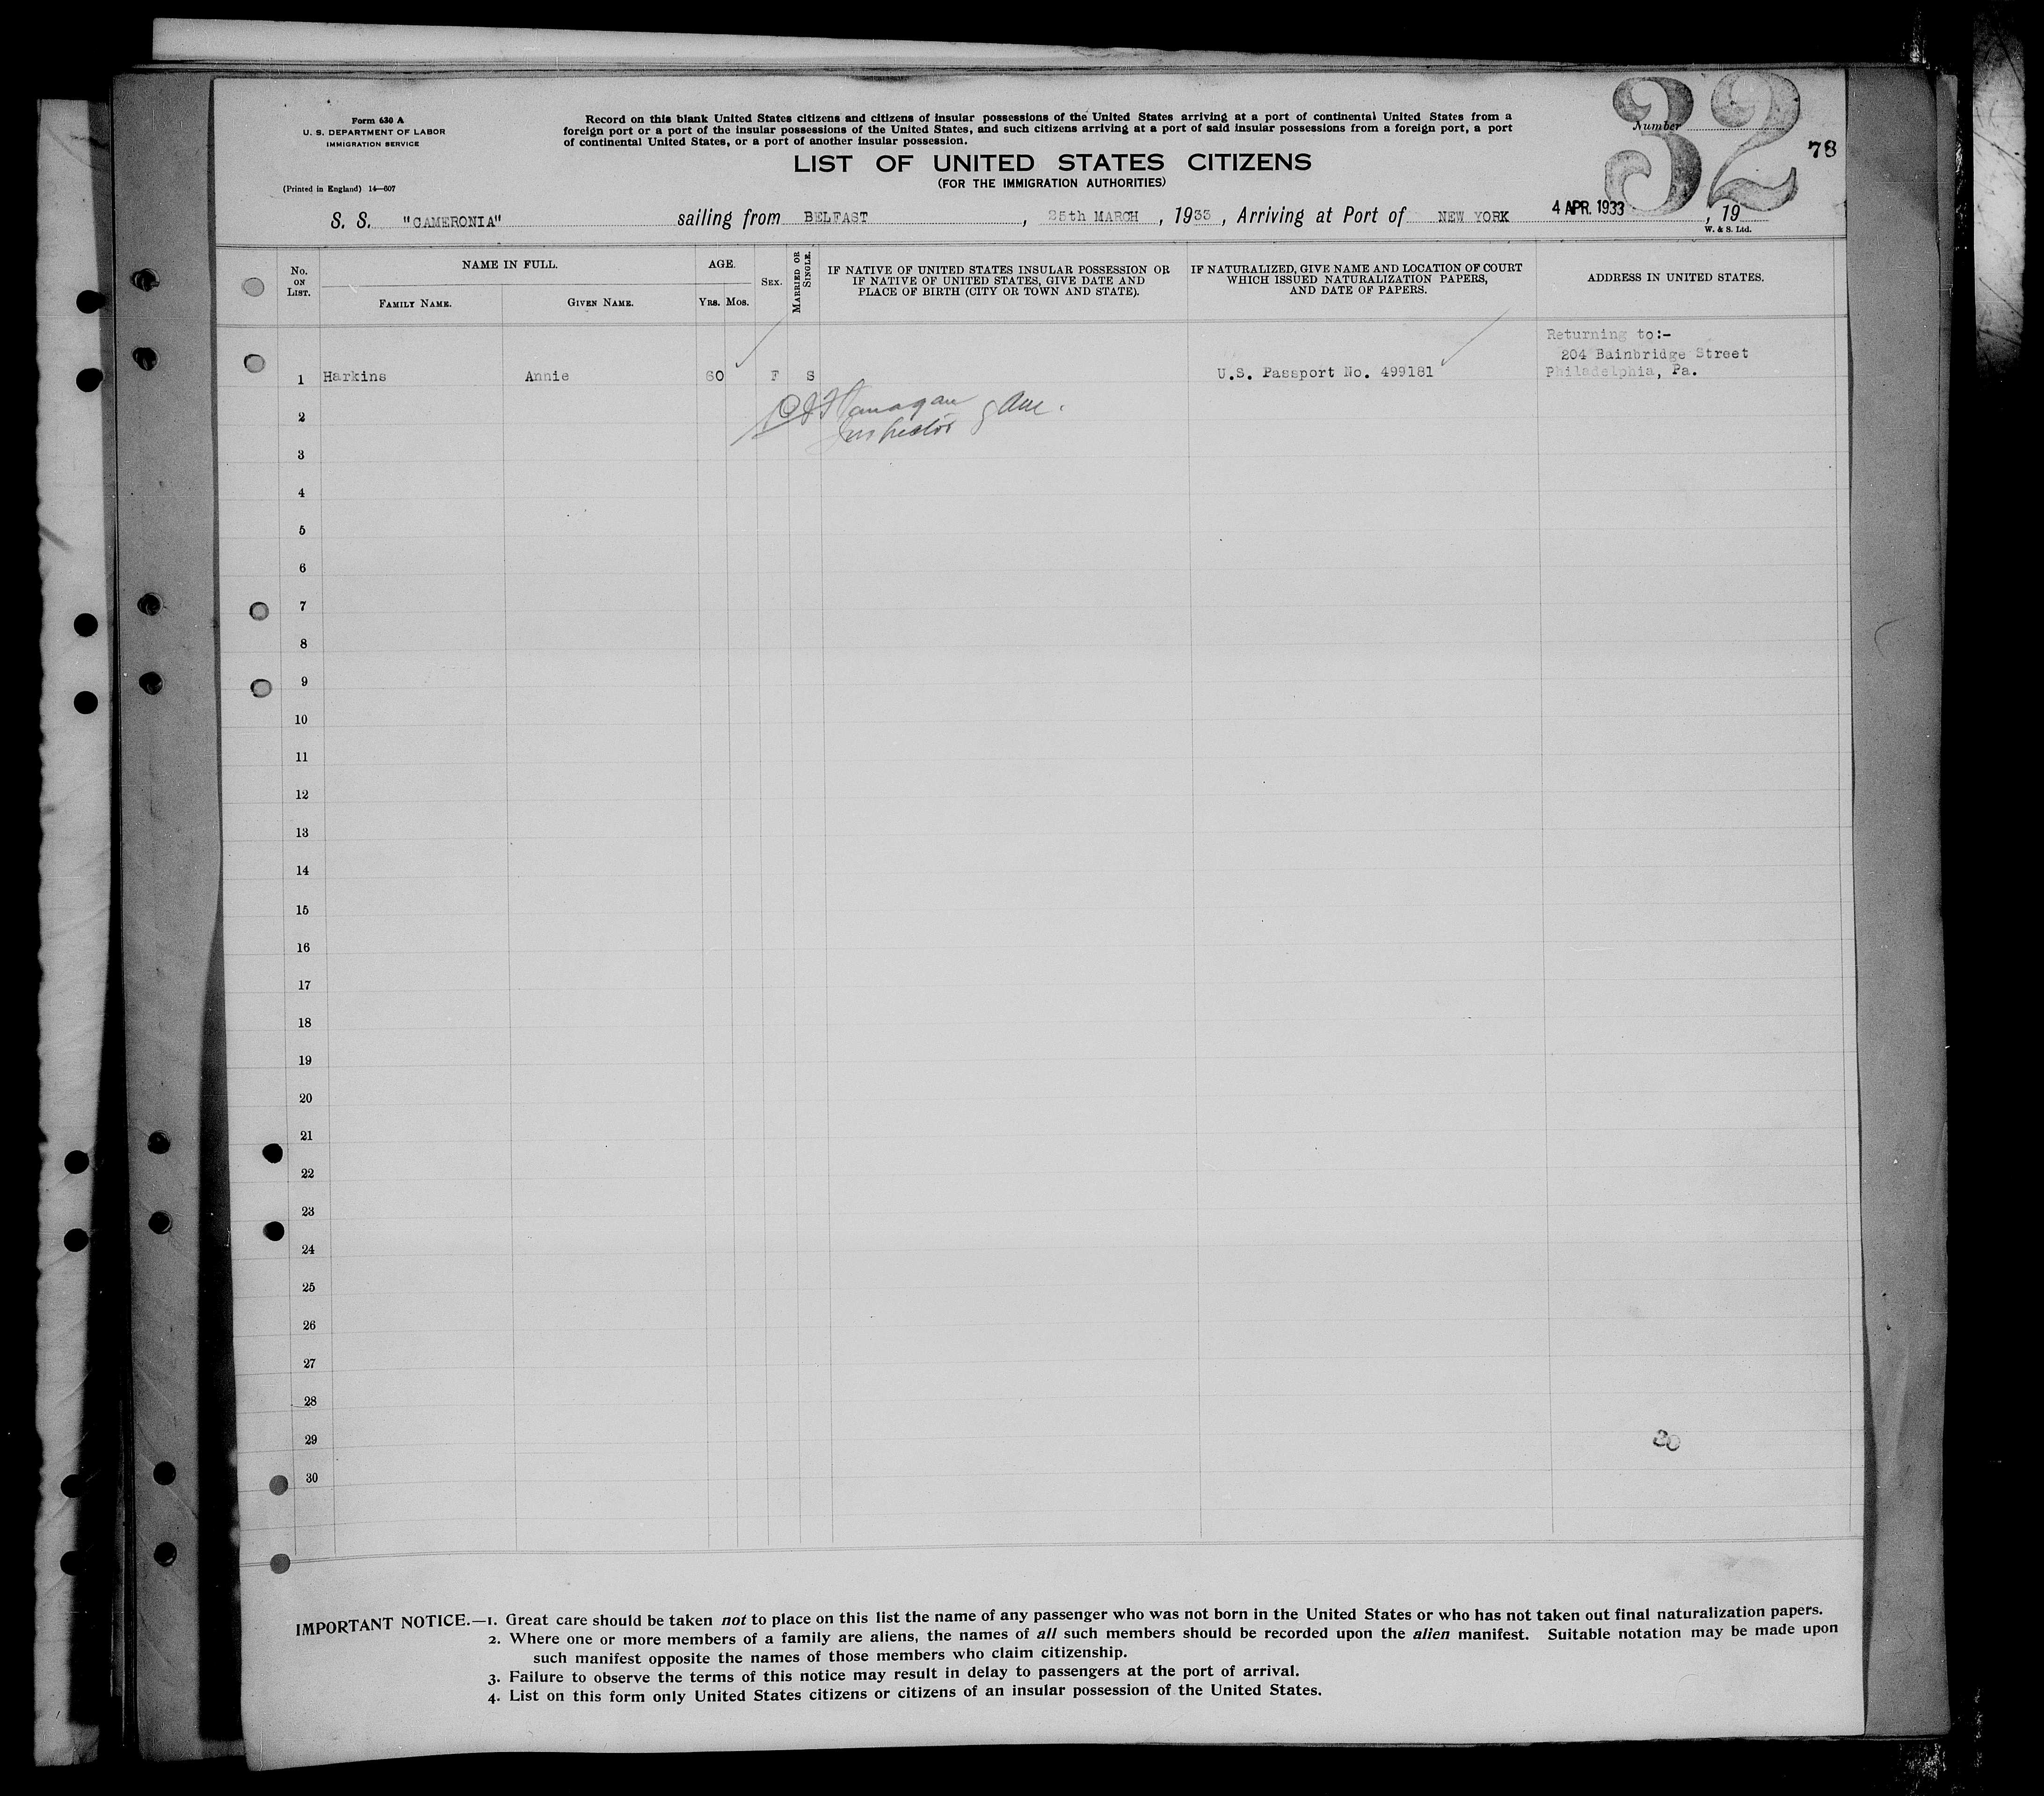 Form 630 A
U. S. DEPARTMENT OF LABOR
IMMIGRATION SERVICE
(Printed in England) 14—607
Record on this blank United States citizens and citizens of insular possessions of the United States arriving at a port of continental United States from a
foreign port or a port of the insular possessions of the United States, and such citizens arriving at a port of said insular possessions from a foreign port, a port
of continental United States, or a port of another insular possession.
Number
32
78
LIST OF UNITED STATES CITIZENS
(FOR THE IMMIGRATION AUTHORITIES)
S. S. "CAMERONIA" sailing from BELFAST , 25th MARCH , 1933 , Arriving at Port of NEW YORK 4 APR. 1933 , 19
W. & S. Ltd.
No. ON LIST.
NAME IN FULL.
FAMILY NAME.
GIVEN NAME.
AGE.
YRS. MOS.
SEX.
MARRIED OR SINGLE.
IF NATIVE OF UNITED STATES INSULAR POSSESSION OR
IF NATIVE OF UNITED STATES, GIVE DATE AND
PLACE OF BIRTH (CITY OR TOWN AND STATE).
IF NATURALIZED, GIVE NAME AND LOCATION OF COURT
WHICH ISSUED NATURALIZATION PAPERS,
AND DATE OF PAPERS.
ADDRESS IN UNITED STATES.
Returning to:-
204 Bainbridge Street
1 Harkins Annie 60 F S U.S. Passport No. 499181 Philadelphia, Pa.
2
Inspector
3
4
5
6
7
8
9
10
11
12
13
14
15
16
17
18
19
20
21
22
23
24
25
26
27
28
29
30
30
IMPORTANT NOTICE.—1. Great care should be taken not to place on this list the name of any passenger who was not born in the United States or who has not taken out final naturalization papers.
2. Where one or more members of a family are aliens, the names of all such members should be recorded upon the alien manifest. Suitable notation may be made upon
such manifest opposite the names of those members who claim citizenship.
3. Failure to observe the terms of this notice may result in delay to passengers at the port of arrival.
4. List on this form only United States citizens or citizens of an insular possession of the United States.